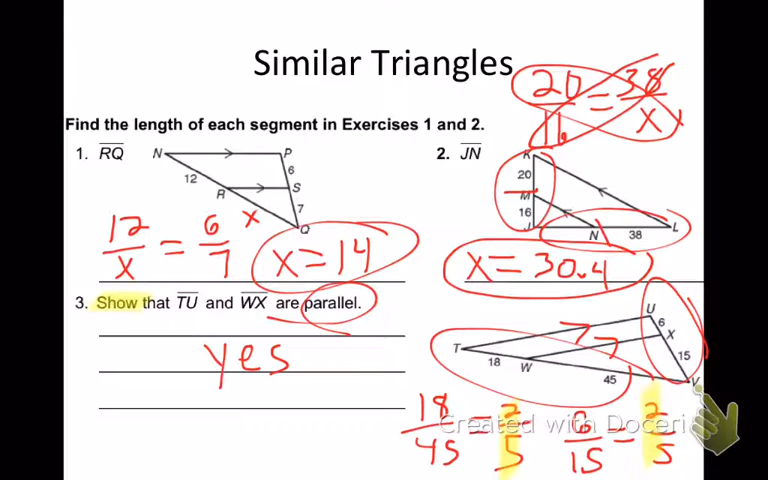 Similar Triangles
Find the length of each segment in Exercises 1 and 2.
1. RQ
N
P
12
6
R
S
7
x
Q
12/x = 6/7
x = 14
2. JN
20/16 = 38/x
x
K
20
M
16
J
N
38
L
x = 30.4
3. Show that TU and WX are parallel.
yes
U
6
X
T
15
18
W
45
V
18/45 = 2/5
6/15 = 2/5
Created with Doceri